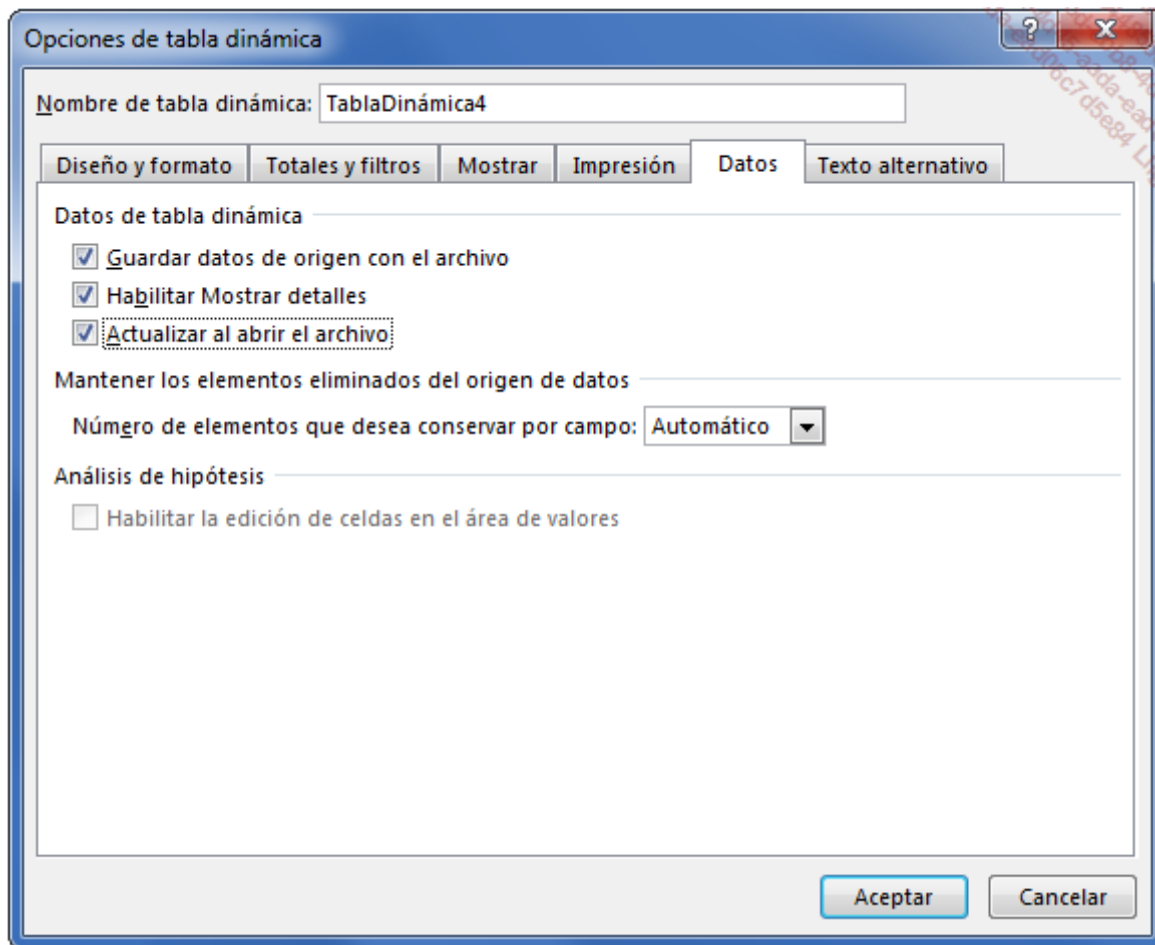 Opciones de tabla dinámica
?
X
Nombre de tabla dinámica: TablaDinámica4
Diseño y formato Totales y filtros Mostrar Impresión Datos Texto alternativo
Datos de tabla dinámica
Guardar datos de origen con el archivo
Habilitar Mostrar detalles
Actualizar al abrir el archivo
Mantener los elementos eliminados del origen de datos
Número de elementos que desea conservar por campo: Automático
Análisis de hipótesis
Habilitar la edición de celdas en el área de valores
Aceptar Cancelar